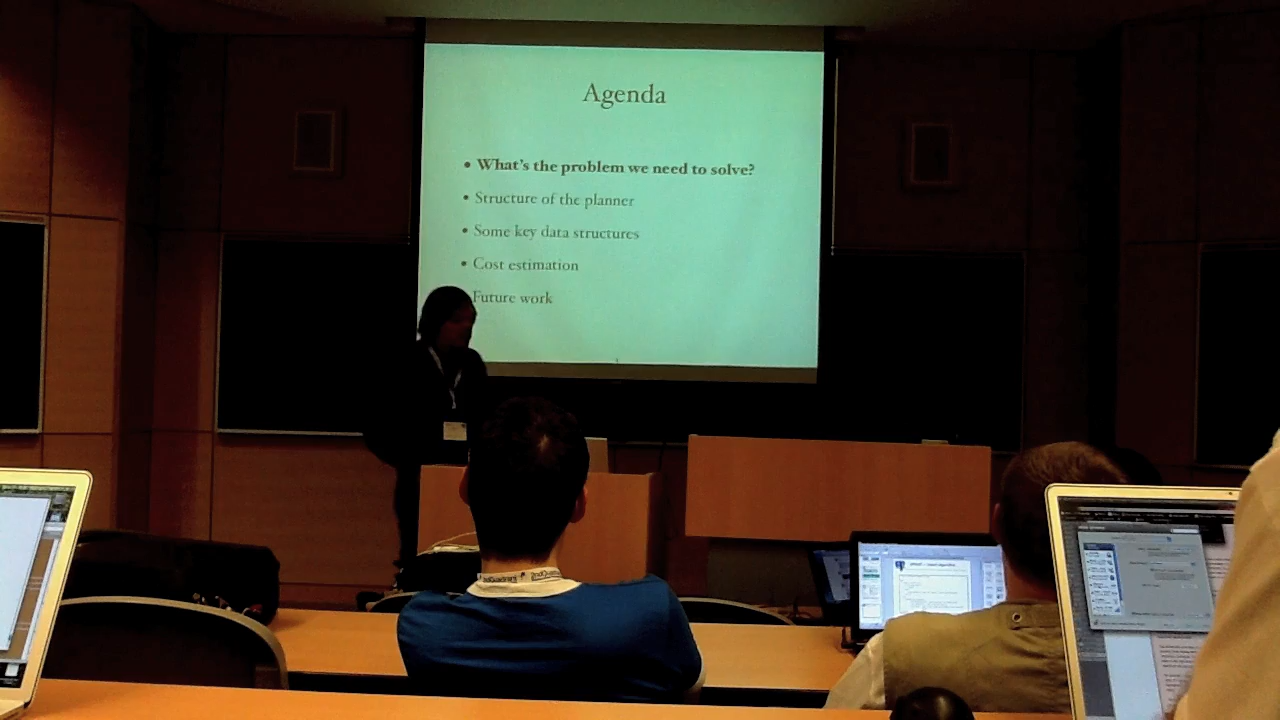 Agenda
• What's the problem we need to solve?
• Structure of the planner
• Some key data structures
• Cost estimation
Future work
2ndQuadrant